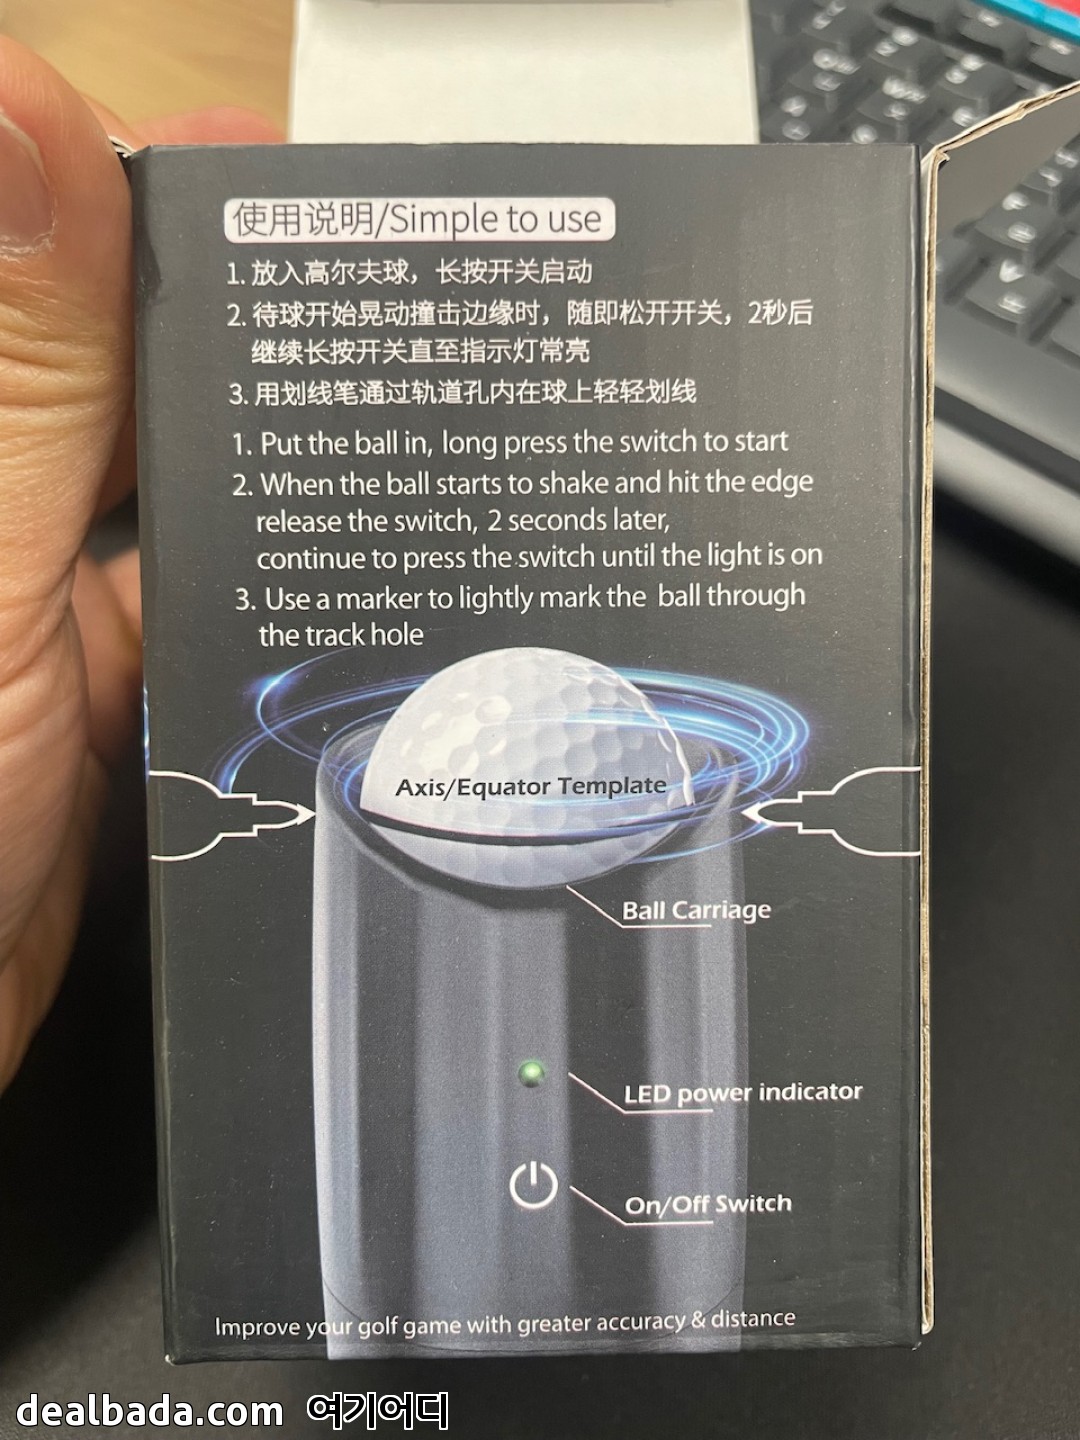 使用说明/Simple to use
1. 放入高尔夫球，长按开关启动
2. 待球开始晃动撞击边缘时，随即松开开关，2秒后
继续长按开关直至指示灯常亮
3. 用划线笔通过轨道孔内在球上轻轻划线
1. Put the ball in, long press the switch to start
2. When the ball starts to shake and hit the edge
release the switch, 2 seconds later,
continue to press the switch until the light is on
3. Use a marker to lightly mark the ball through
the track hole
Axis/Equator Template
Ball Carriage
LED power indicator
On/Off Switch
Improve your golf game with greater accuracy & distance
dealbada.com 여기어디